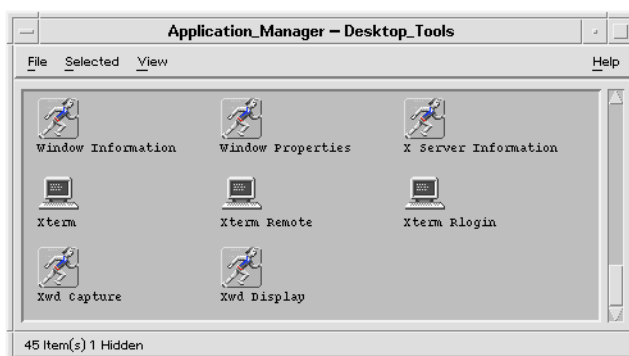 Application_Manager – Desktop_Tools
File Selected View Help
Window Information Window Properties X Server Information
Xterm Xterm Remote Xterm Rlogin
Xwd Capture Xwd Display
45 Item(s) 1 Hidden